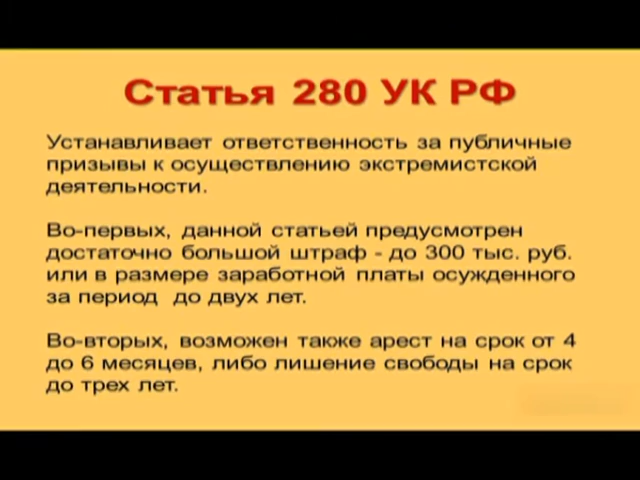 Статья 280 УК РФ
Устанавливает ответственность за публичные
призывы к осуществлению экстремистской
деятельности.
Во-первых, данной статьей предусмотрен
достаточно большой штраф - до 300 тыс. руб.
или в размере заработной платы осужденного
за период до двух лет.
Во-вторых, возможен также арест на срок от 4
до 6 месяцев, либо лишение свободы на срок
до трех лет.